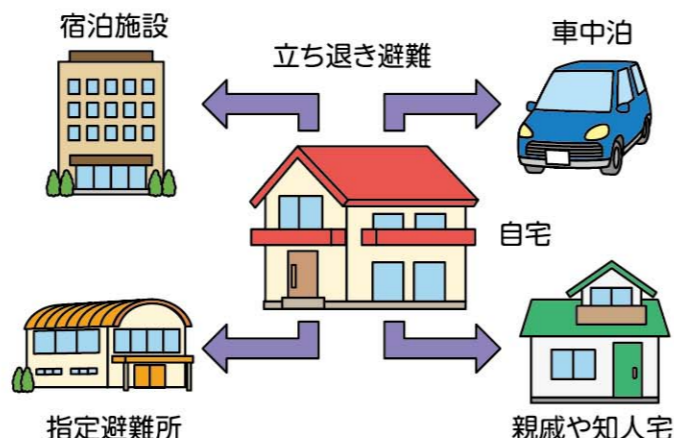 宿泊施設
立ち退き避難
車中泊
自宅
指定避難所
親戚や知人宅